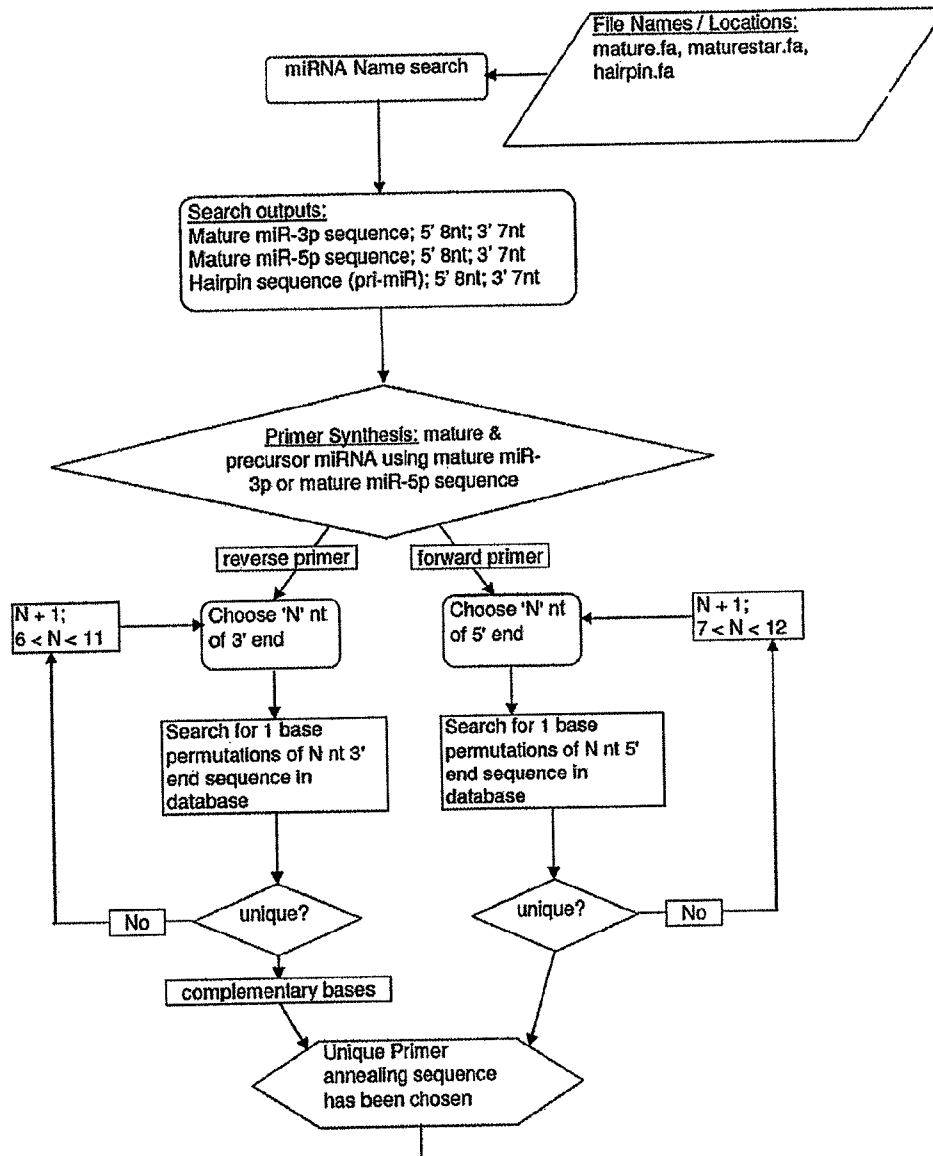 File Names / Locations:
mature.fa, maturestar.fa,
hairpin.fa
miRNA Name search
Search outputs:
Mature miR-3p sequence; 5' 8nt; 3' 7nt
Mature miR-5p sequence; 5' 8nt; 3' 7nt
Hairpin sequence (pri-miR); 5' 8nt; 3' 7nt
Primer Synthesis: mature &
precursor miRNA using mature miR-
3p or mature miR-5p sequence
reverse primer
forward primer
N + 1;
6 < N < 11
Choose 'N' nt
of 3' end
Choose 'N' nt
of 5' end
N + 1;
7 < N < 12
Search for 1 base
permutations of N nt 3'
end sequence in
database
Search for 1 base
permutations of N nt 5'
end sequence in
database
No
unique?
unique?
No
complementary bases
Unique Primer
annealing sequence
has been chosen